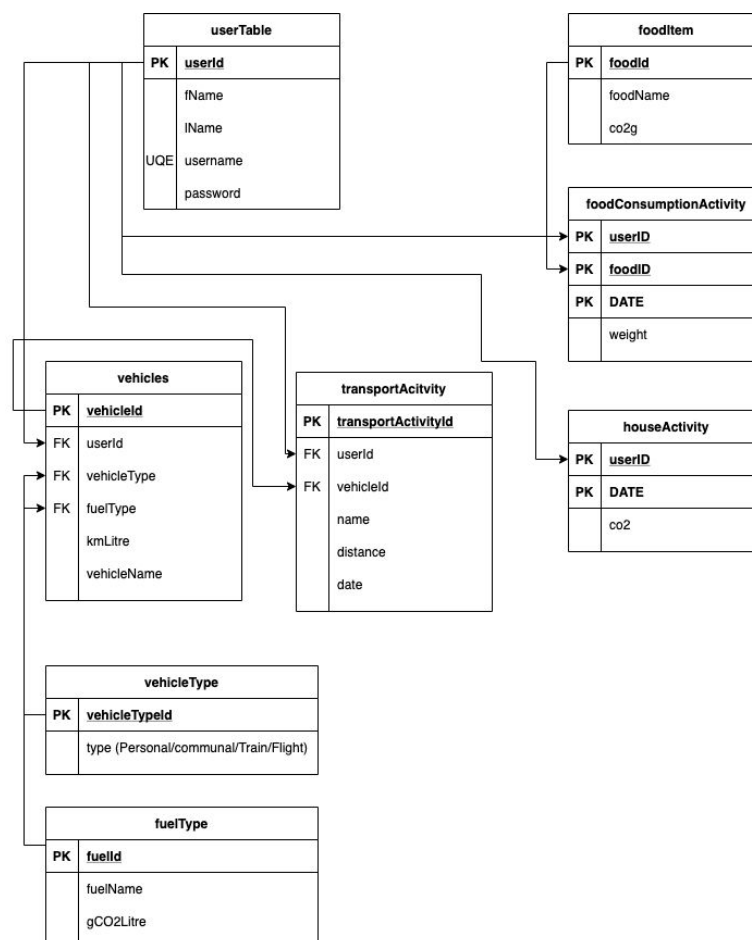 userTable
PK userId
fName
lName
UQE username
password
foodItem
PK foodId
foodName
co2g
foodConsumptionActivity
PK userID
PK foodID
PK DATE
weight
vehicles
PK vehicleId
FK userId
FK vehicleType
FK fuelType
kmLitre
vehicleName
transportAcitvity
PK transportActivityId
FK userId
FK vehicleId
name
distance
date
houseActivity
PK userID
PK DATE
co2
vehicleType
PK vehicleTypeId
type (Personal/communal/Train/Flight)
fuelType
PK fuelId
fuelName
gCO2Litre